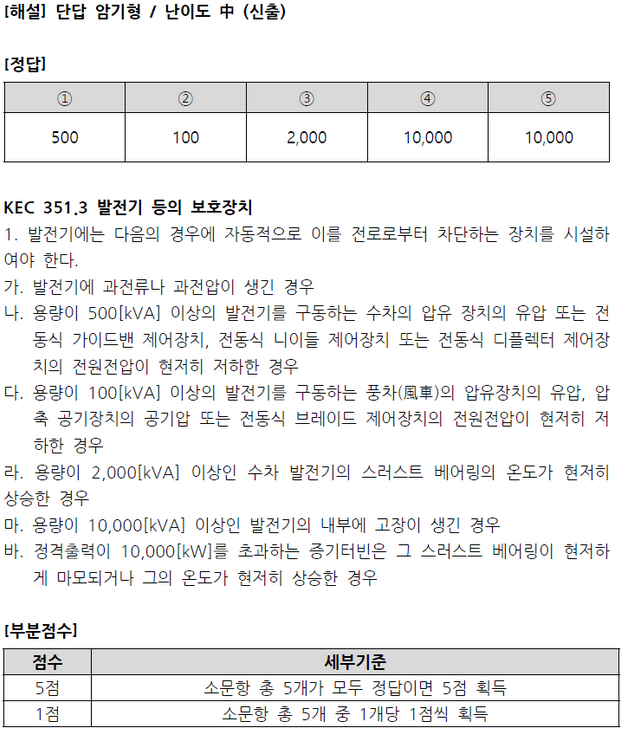 [해설] 단답 암기형 / 난이도 中 (신출)
[정답]
① ② ③ ④ ⑤
500 100 2,000 10,000 10,000
KEC 351.3 발전기 등의 보호장치
1. 발전기에는 다음의 경우에 자동적으로 이를 전로로부터 차단하는 장치를 시설하
여야 한다.
가. 발전기에 과전류나 과전압이 생긴 경우
나. 용량이 500[kVA] 이상의 발전기를 구동하는 수차의 압유 장치의 유압 또는 전
동식 가이드밴 제어장치, 전동식 니이들 제어장치 또는 전동식 디플렉터 제어장
치의 전원전압이 현저히 저하한 경우
다. 용량이 100[kVA] 이상의 발전기를 구동하는 풍차(風車)의 압유장치의 유압, 압
축 공기장치의 공기압 또는 전동식 브레이드 제어장치의 전원전압이 현저히 저
하한 경우
라. 용량이 2,000[kVA] 이상인 수차 발전기의 스러스트 베어링의 온도가 현저히
상승한 경우
마. 용량이 10,000[kVA] 이상인 발전기의 내부에 고장이 생긴 경우
바. 정격출력이 10,000[kW]를 초과하는 증기터빈은 그 스러스트 베어링이 현저하
게 마모되거나 그의 온도가 현저히 상승한 경우
[부분점수]
점수 세부기준
5점 소문항 총 5개가 모두 정답이면 5점 획득
1점 소문항 총 5개 중 1개당 1점씩 획득